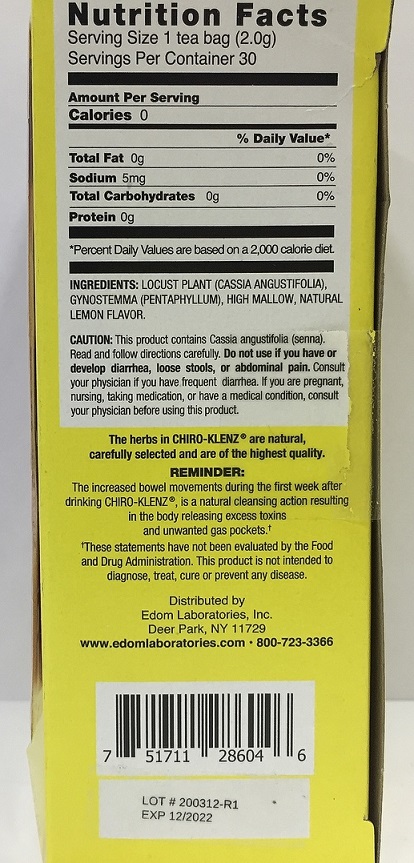 Nutrition Facts
Serving Size 1 tea bag (2.0g)
Servings Per Container 30
Amount Per Serving
Calories 0
% Daily Value*
Total Fat 0g 0%
Sodium 5mg 0%
Total Carbohydrates 0g 0%
Protein 0g
*Percent Daily Values are based on a 2,000 calorie diet.
INGREDIENTS: LOCUST PLANT (CASSIA ANGUSTIFOLIA),
GYNOSTEMMA (PENTAPHYLLUM), HIGH MALLOW, NATURAL
LEMON FLAVOR.
CAUTION: This product contains Cassia angustifolia (senna).
Read and follow directions carefully. Do not use if you have or
develop diarrhea, loose stools, or abdominal pain. Consult
your physician if you have frequent diarrhea. If you are pregnant,
nursing, taking medication, or have a medical condition, consult
your physician before using this product.
The herbs in CHIRO-KLENZ® are natural,
carefully selected and are of the highest quality.
REMINDER:
The increased bowel movements during the first week after
drinking CHIRO-KLENZ®, is a natural cleansing action resulting
in the body releasing excess toxins
and unwanted gas pockets.†
†These statements have not been evaluated by the Food
and Drug Administration. This product is not intended to
diagnose, treat, cure or prevent any disease.
Distributed by
Edom Laboratories, Inc.
Deer Park, NY 11729
www.edomlaboratories.com • 800-723-3366
7 51711 28604 6
LOT # 200312-R1
EXP 12/2022